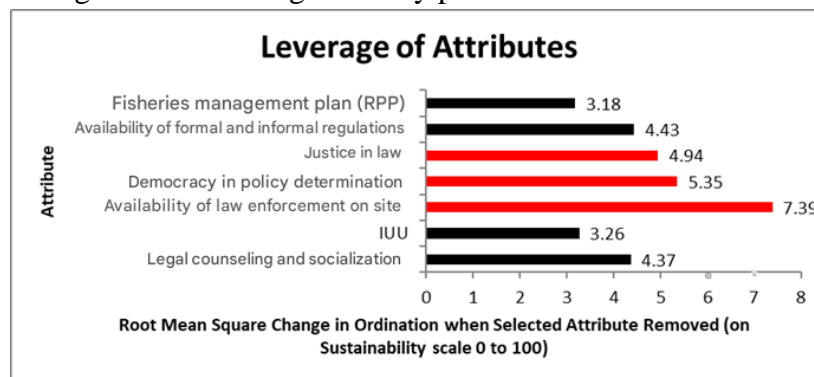 Leverage of Attributes
Fisheries management plan (RPP)
3.18
Availability of formal and informal regulations
4.43
Justice in law
4.94
Democracy in policy determination
5.35
Availability of law enforcement on site
7.39
IUU
3.26
Legal counseling and socialization
4.37
Attribute
0 1 2 3 4 5 6 7 8
Root Mean Square Change in Ordination when Selected Attribute Removed (on
Sustainability scale 0 to 100)